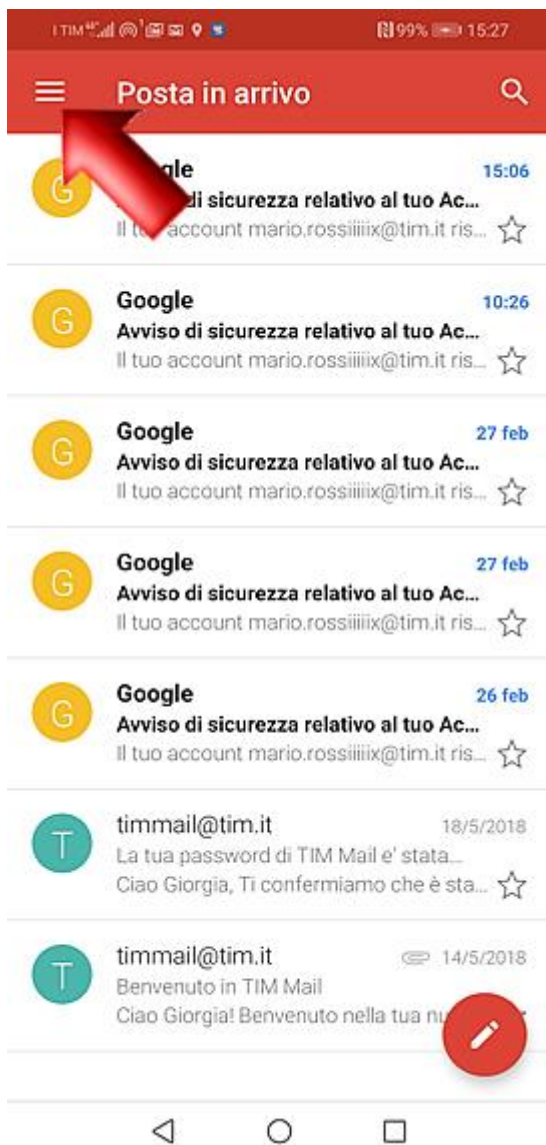 I TIM 99% 15:27
Posta in arrivo
gle 15:06
di sicurezza relativo al tuo Ac...
Il account mario.rossiiiiix@tim.it ris...
G Google 10:26
Avviso di sicurezza relativo al tuo Ac...
Il tuo account mario.rossiiiiix@tim.it ris...
G Google 27 feb
Avviso di sicurezza relativo al tuo Ac...
Il tuo account mario.rossiiiiix@tim.it ris...
G Google 27 feb
Avviso di sicurezza relativo al tuo Ac...
Il tuo account mario.rossiiiiix@tim.it ris...
G Google 26 feb
Avviso di sicurezza relativo al tuo Ac...
Il tuo account mario.rossiiiiix@tim.it ris...
T timmail@tim.it 18/5/2018
La tua password di TIM Mail e' stata...
Ciao Giorgia, Ti confermiamo che è sta...
T timmail@tim.it 14/5/2018
Benvenuto in TIM Mail
Ciao Giorgia! Benvenuto nella tua